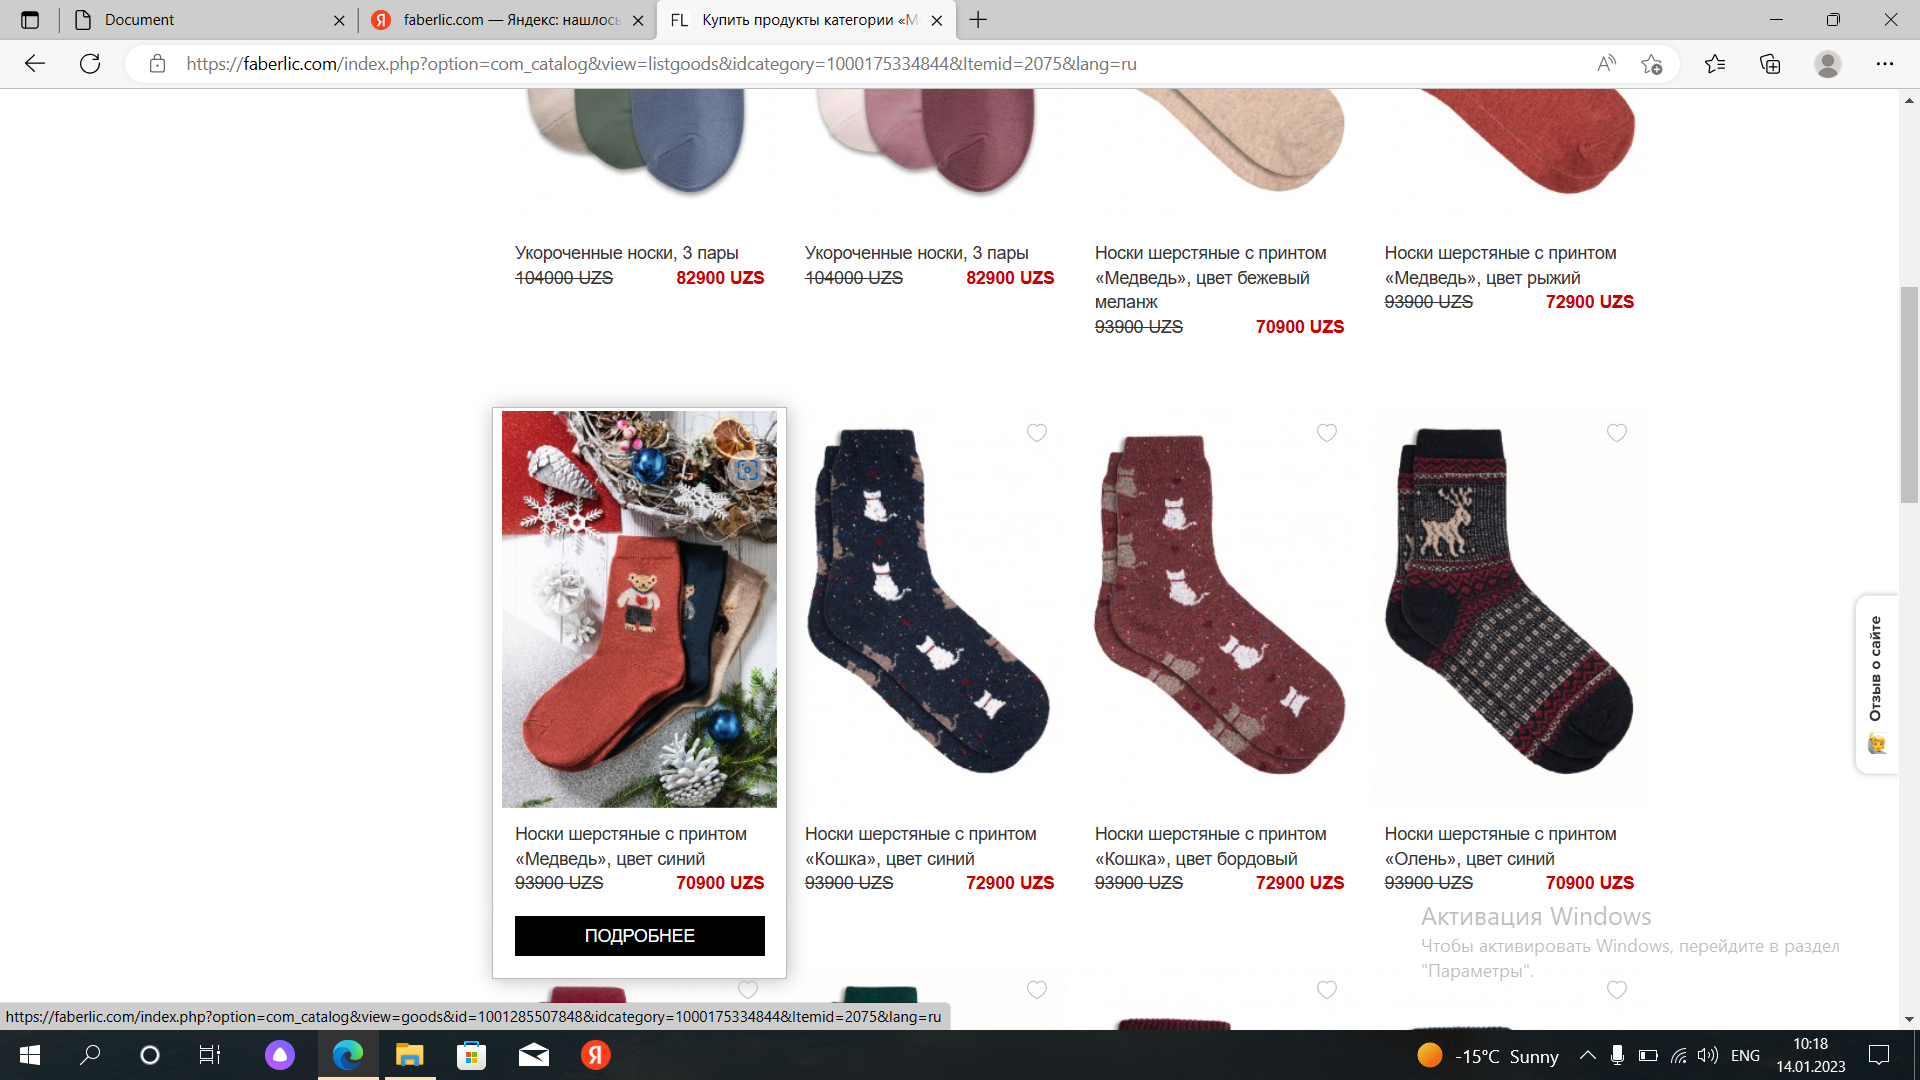 Document
faberlic.com — Яндекс: нашлось
FL Купить продукты категории «М
https://faberlic.com/index.php?option=com_catalog&view=listgoods&idcategory=1000175334844&Itemid=2075&lang=ru
Укороченные носки, 3 пары
104000 UZS 82900 UZS
Укороченные носки, 3 пары
104000 UZS 82900 UZS
Носки шерстяные с принтом
«Медведь», цвет бежевый
меланж
93900 UZS 70900 UZS
Носки шерстяные с принтом
«Медведь», цвет рыжий
93900 UZS 72900 UZS
Носки шерстяные с принтом
«Медведь», цвет синий
93900 UZS 70900 UZS
ПОДРОБНЕЕ
Носки шерстяные с принтом
«Кошка», цвет синий
93900 UZS 72900 UZS
Носки шерстяные с принтом
«Кошка», цвет бордовый
93900 UZS 72900 UZS
Носки шерстяные с принтом
«Олень», цвет синий
93900 UZS 70900 UZS
Отзыв о сайте
Активация Windows
Чтобы активировать Windows, перейдите в раздел
"Параметры".
https://faberlic.com/index.php?option=com_catalog&view=goods&id=1001285507848&idcategory=1000175334844&Itemid=2075&lang=ru
-15°C Sunny
ENG
10:18
14.01.2023